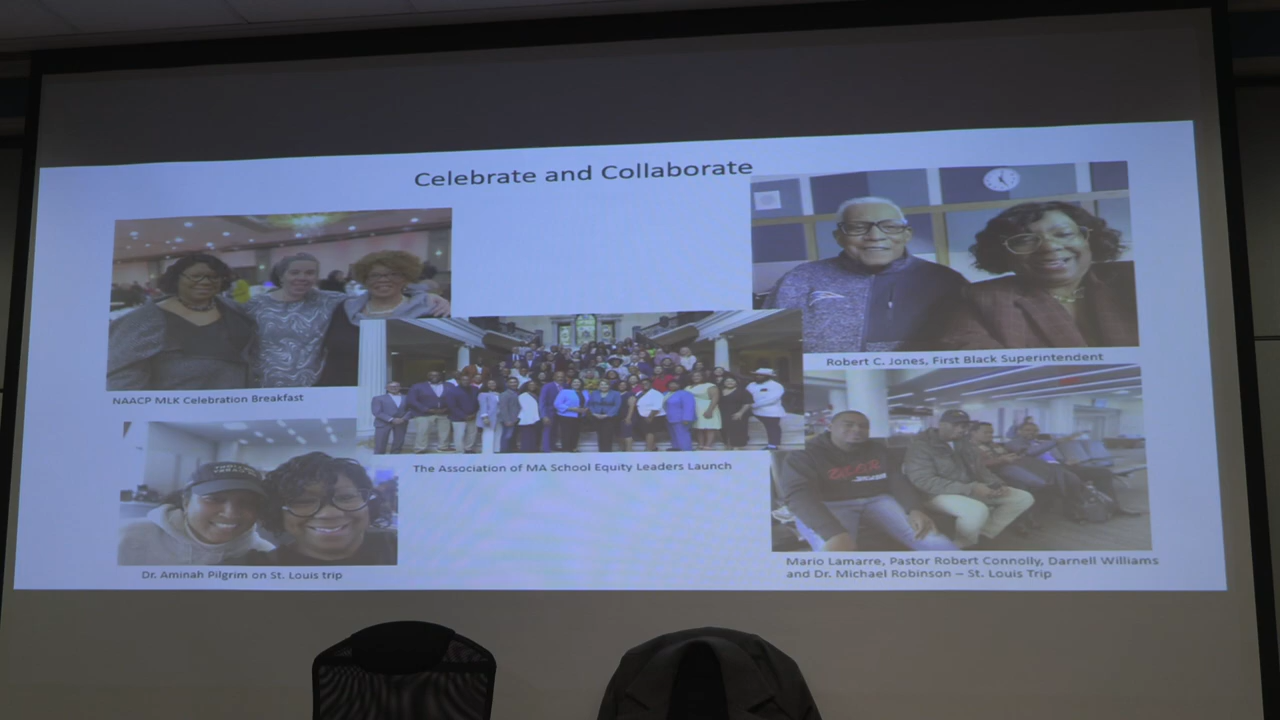 Celebrate and Collaborate
NAACP MLK Celebration Breakfast
Robert C. Jones, First Black Superintendent
The Association of MA School Equity Leaders Launch
Dr. Aminah Pilgrim on St. Louis trip
Mario Lamarre, Pastor Robert Connolly, Darnell Williams
and Dr. Michael Robinson – St. Louis Trip